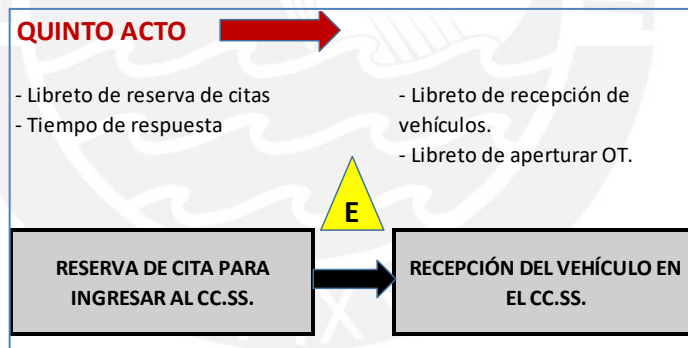 QUINTO ACTO
- Libreto de reserva de citas
- Tiempo de respuesta
- Libreto de recepción de
vehículos.
- Libreto de aperturar OT.
E
RESERVA DE CITA PARA
INGRESAR AL CC.SS.
RECEPCIÓN DEL VEHÍCULO EN
EL CC.SS.